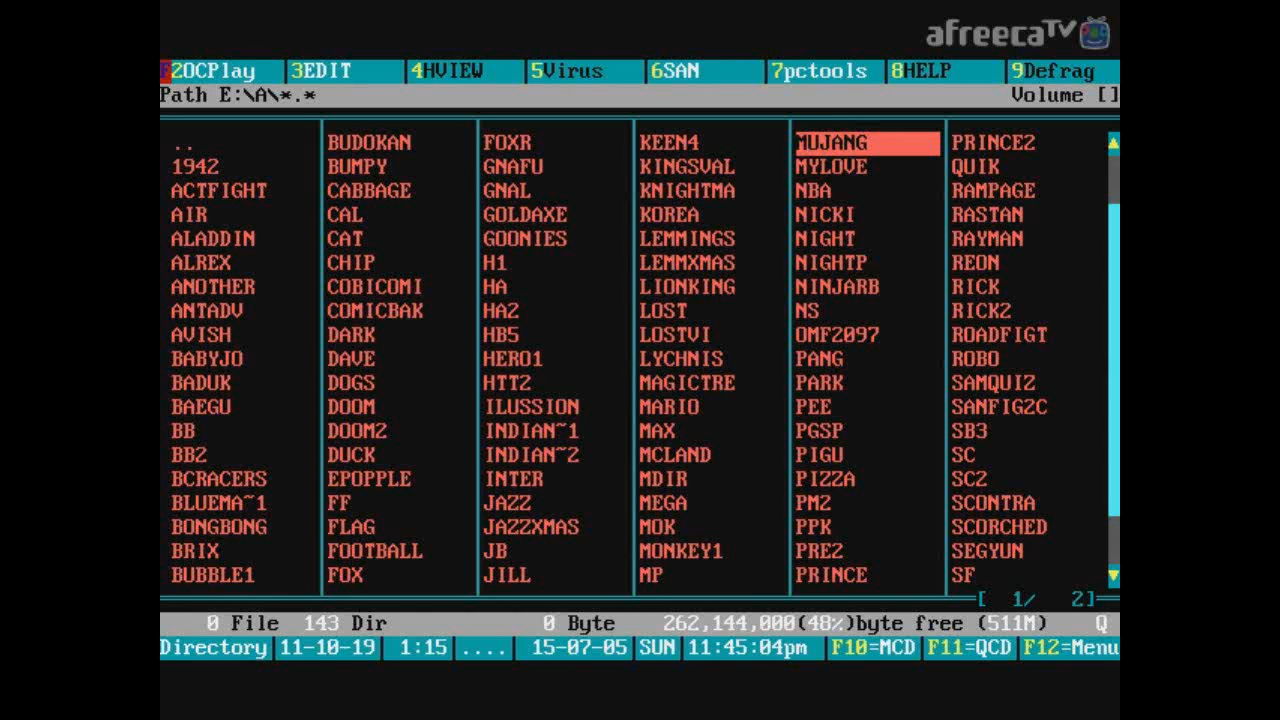 afreecaTV
F2OCPlay 3EDIT 4HVIEW 5Virus 6SAN 7pctools 8HELP 9Defrag
Path E:\A\*.* Volume []
.. BUDOKAN FOXR KEEN4 MUJANG PRINCE2
1942 BUMPY GNAFU KINGSVAL MYLOVE QUIK
ACTFIGHT CABBAGE GNAL KNIGHTMA NBA RAMPAGE
AIR CAL GOLDAXE KOREA NICKI RASTAN
ALADDIN CAT GOONIES LEMMINGS NIGHT RAYMAN
ALREX CHIP H1 LEMMXMAS NIGHTP REON
ANOTHER COBICOMI HA LIONKING NINJARB RICK
ANTADV COMICBAK HA2 LOST NS RICK2
AVISH DARK HB5 LOSTVI OMF2097 ROADFIGT
BABYJO DAVE HERO1 LYCHNIS PANG ROBO
BADUK DOGS HTT2 MAGICTRE PARK SAMQUIZ
BAEGU DOOM ILUSSION MARIO PEE SANFIG2C
BB DOOM2 INDIAN~1 MAX PGSP SB3
BB2 DUCK INDIAN~2 MCLAND PIGU SC
BCRACERS EPOPPLE INTER MDIR PIZZA SC2
BLUEMA~1 FF JAZZ MEGA PM2 SCONTRA
BONGBONG FLAG JAZZXMAS MOK PPK SCORCHED
BRIX FOOTBALL JB MONKEY1 PRE2 SEGYUN
BUBBLE1 FOX JILL MP PRINCE SF
[ 1/ 2]
0 File 143 Dir 0 Byte 262,144,000(48%)byte free (511M) Q
Directory 11-10-19 1:15 .... 15-07-05 SUN 11:45:04pm F10=MCD F11=QCD F12=Menu